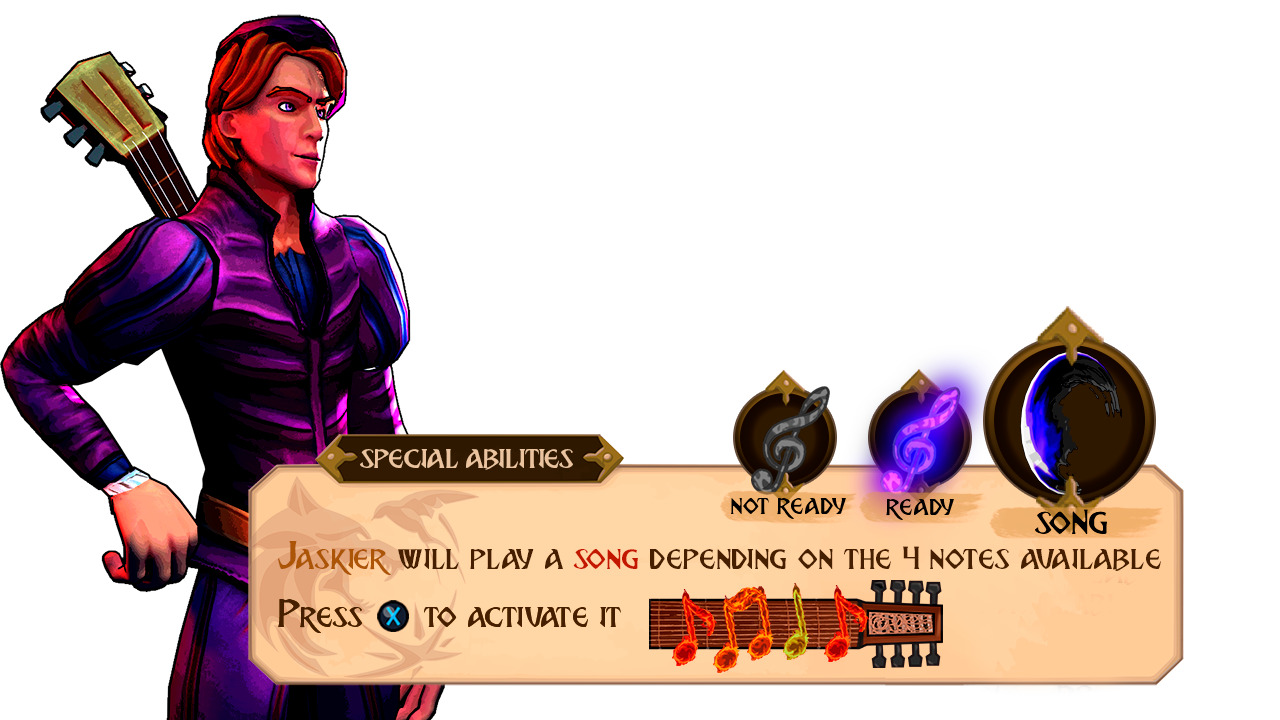 SPECIAL ABILITIES
NOT READY
READY
SONG
JASKIER WILL PLAY A SONG DEPENDING ON THE 4 NOTES AVAILABLE
PRESS X TO ACTIVATE IT